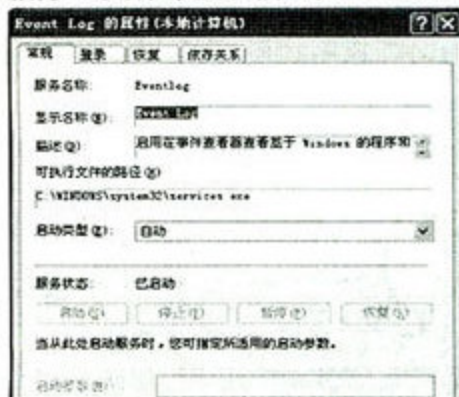 Event Log 的属性(本地计算机)
常规 登录 恢复 依存关系
服务名称: Eventlog
显示名称(N): Event Log
描述(D): 启用在事件查看器查看基于 Windows 的程序和
可执行文件的路径(H)
C:\WINDOWS\system32\services.exe
启动类型(E): 自动
服务状态: 已启动
启动(S) 停止(T) 暂停(P) 恢复(R)
当从此处启动服务时，您可指定所适用的启动参数。
启动参数(M):